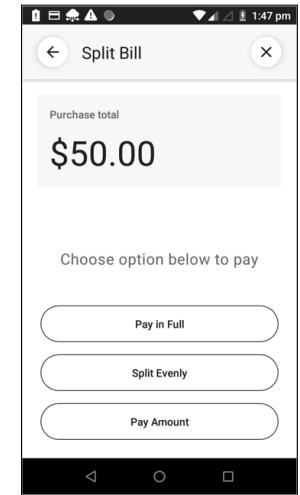 1:47 pm
Split Bill
Purchase total
$50.00
Choose option below to pay
Pay in Full
Split Evenly
Pay Amount